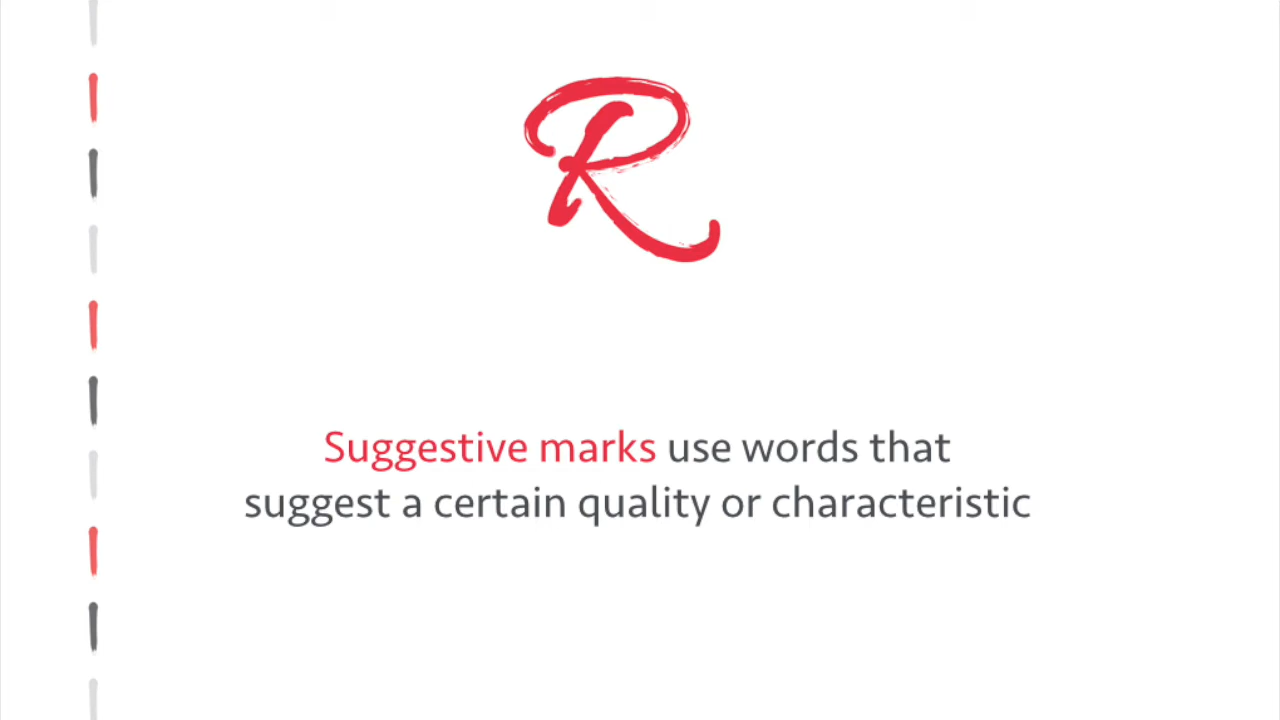 R
Suggestive marks use words that
suggest a certain quality or characteristic